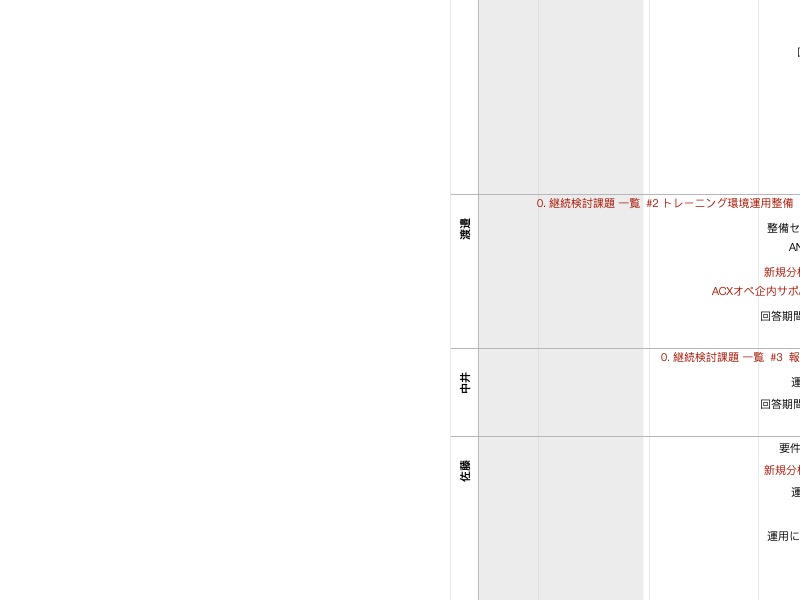 渡邉
0. 継続検討課題 一覧 #2 トレーニング環境運用整備
整備セ
AN
新規分析
ACXオペ企内サポ
回答期間
中井
0. 継続検討課題 一覧 #3 報
運
回答期間
佐藤
要件
新規分析
運
運用に